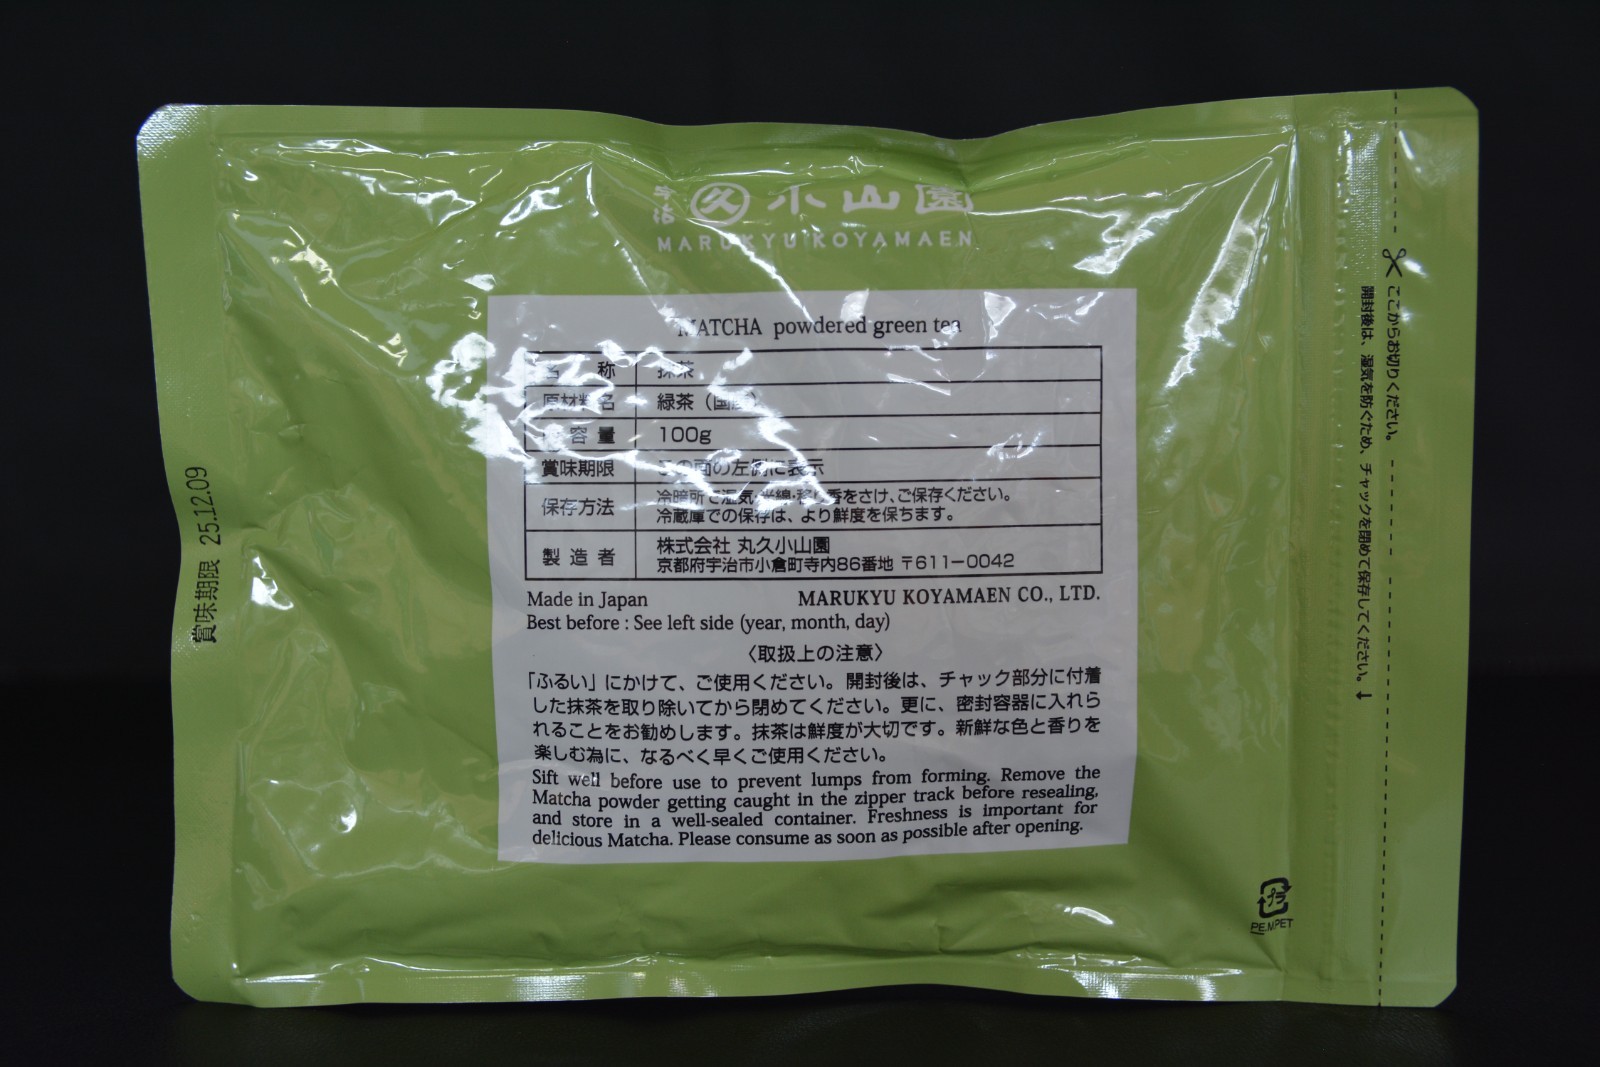 宇治 久 小山園
MARUKYU KOYAMAEN
MATCHA powdered green tea
名称 抹茶
原材料名 緑茶（国産）
内容量 100g
賞味期限 この面の左側に表示
保存方法 冷暗所で湿気・光線・移り香をさけ、ご保存ください。
冷蔵庫での保存は、より鮮度を保ちます。
製造者 株式会社 丸久小山園
京都府宇治市小倉町寺内86番地 〒611－0042
Made in Japan MARUKYU KOYAMAEN CO., LTD.
Best before : See left side (year, month, day)
〈取扱上の注意〉
「ふるい」にかけて、ご使用ください。開封後は、チャック部分に付着
した抹茶を取り除いてから閉めてください。更に、密封容器に入れら
れることをお勧めします。抹茶は鮮度が大切です。新鮮な色と香りを
楽しむ為に、なるべく早くご使用ください。
Sift well before use to prevent lumps from forming. Remove the
Matcha powder getting caught in the zipper track before resealing,
and store in a well-sealed container. Freshness is important for
delicious Matcha. Please consume as soon as possible after opening.
賞味期限 25.12.09
ここからお切りください。
開封後は、湿気を防ぐため、チャックを閉めて保存してください。↑
プラ
PE.M.PET